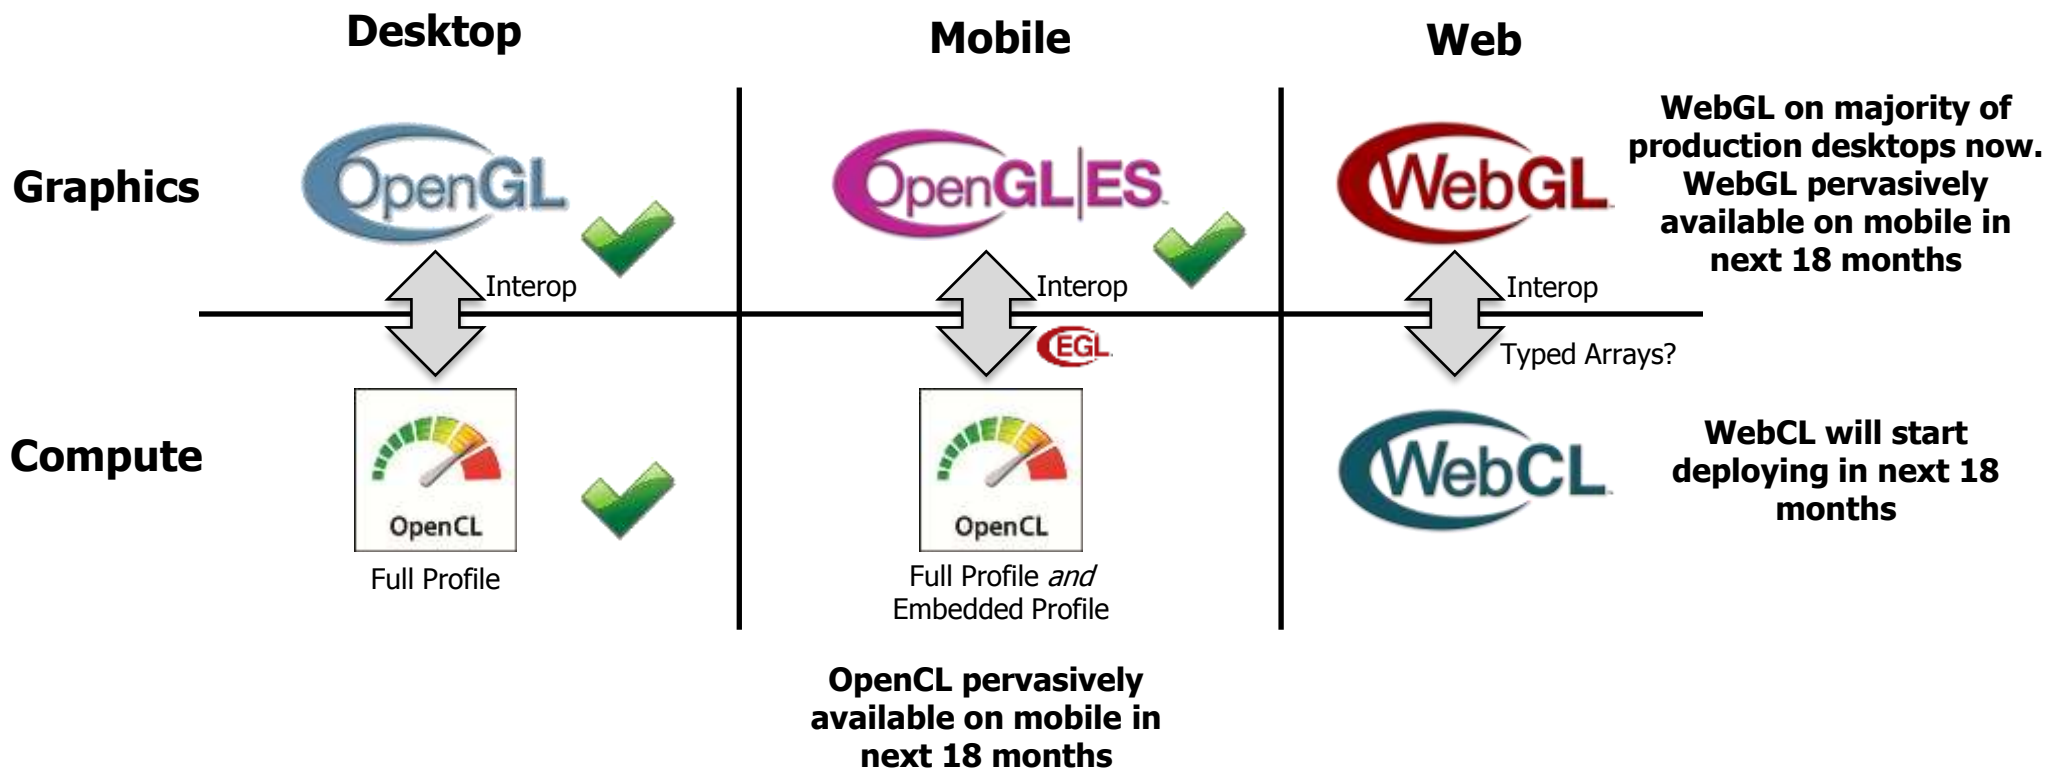 Desktop
Mobile
Web
Graphics
OpenGL
OpenGL|ES
WebGL
WebGL on majority of
production desktops now.
WebGL pervasively
available on mobile in
next 18 months
Interop
Interop
Interop
EGL
Typed Arrays?
Compute
OpenCL
OpenCL
WebCL
WebCL will start
deploying in next 18
months
Full Profile
Full Profile and
Embedded Profile
OpenCL pervasively
available on mobile in
next 18 months